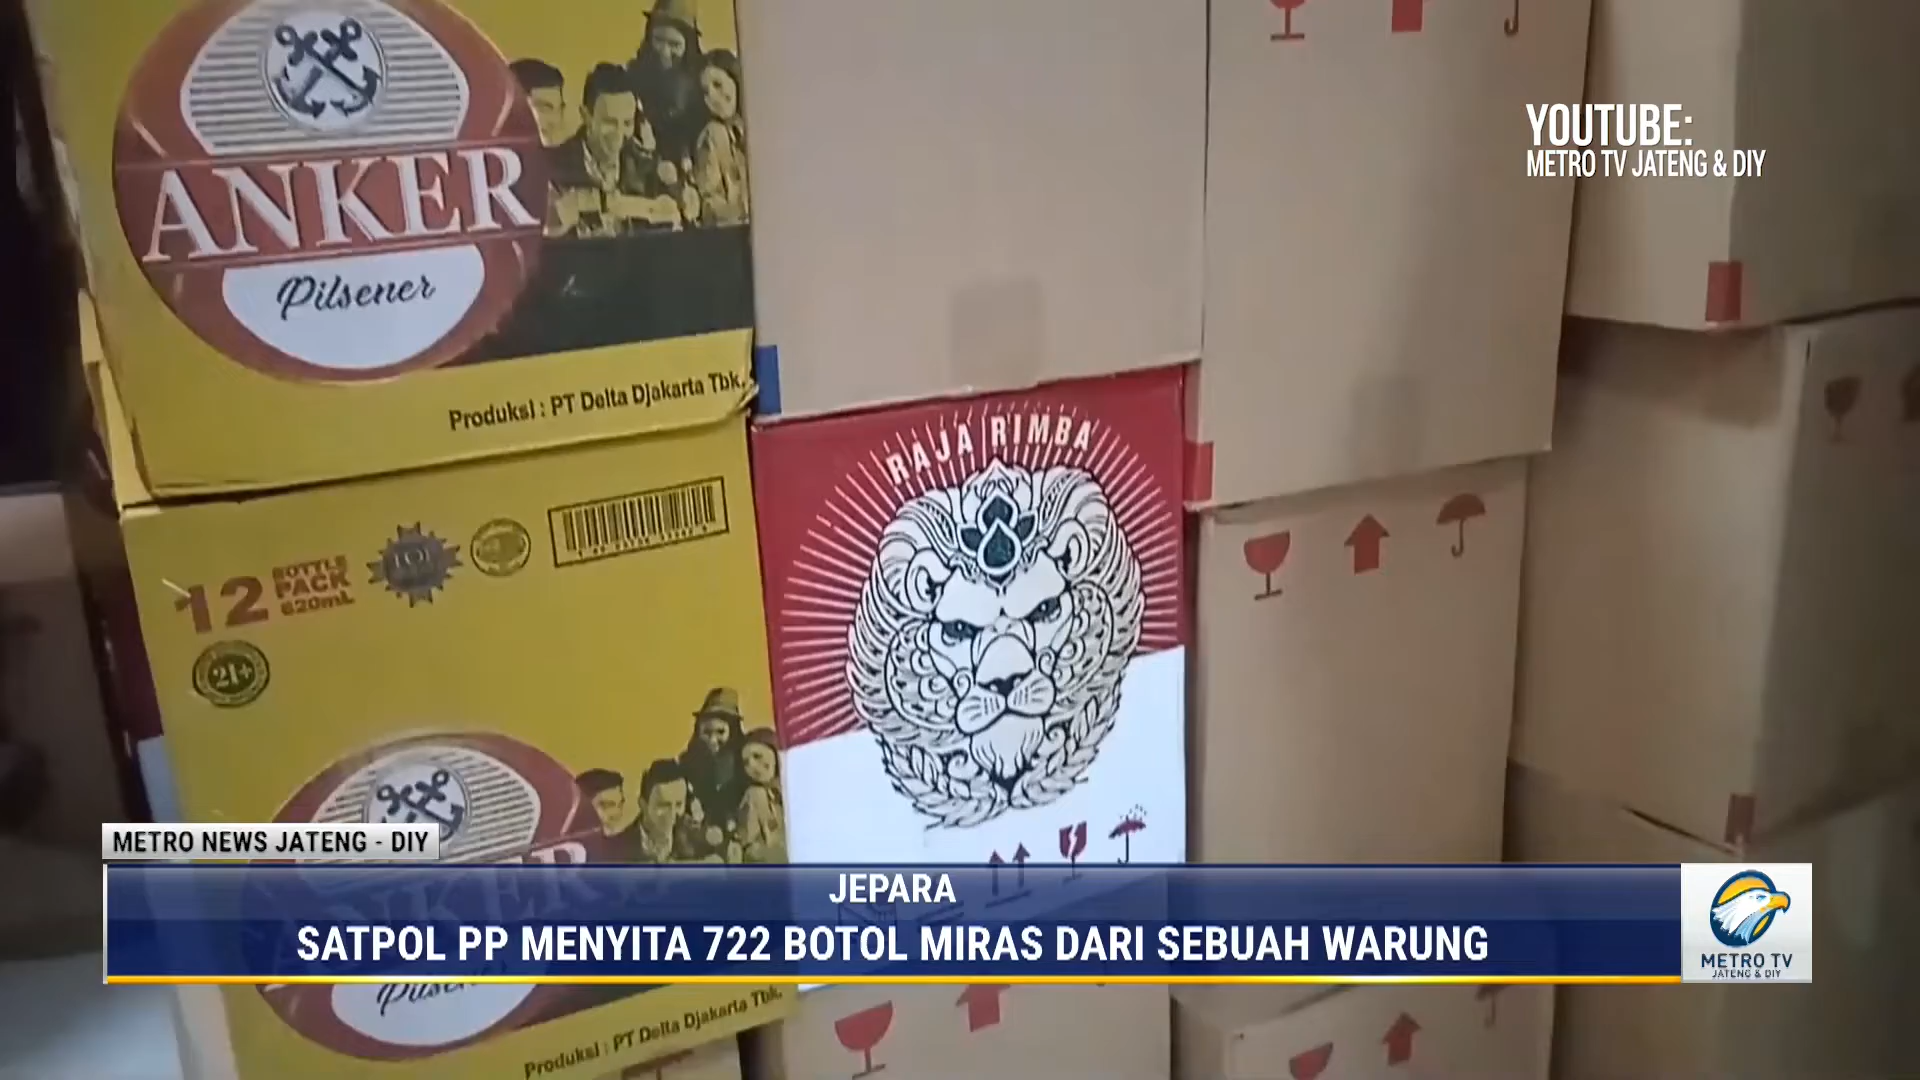 YOUTUBE:
METRO TV JATENG & DIY
ANKER
Pilsener
Produksi : PT Delta Djakarta Tbk.
12 BOTTLE
PACK
620mL
21+
RAJA RIMBA
ANKER
Produksi : PT Delta Djakarta Tbk.
METRO NEWS JATENG - DIY
JEPARA
SATPOL PP MENYITA 722 BOTOL MIRAS DARI SEBUAH WARUNG
METRO TV
JATENG & DIY